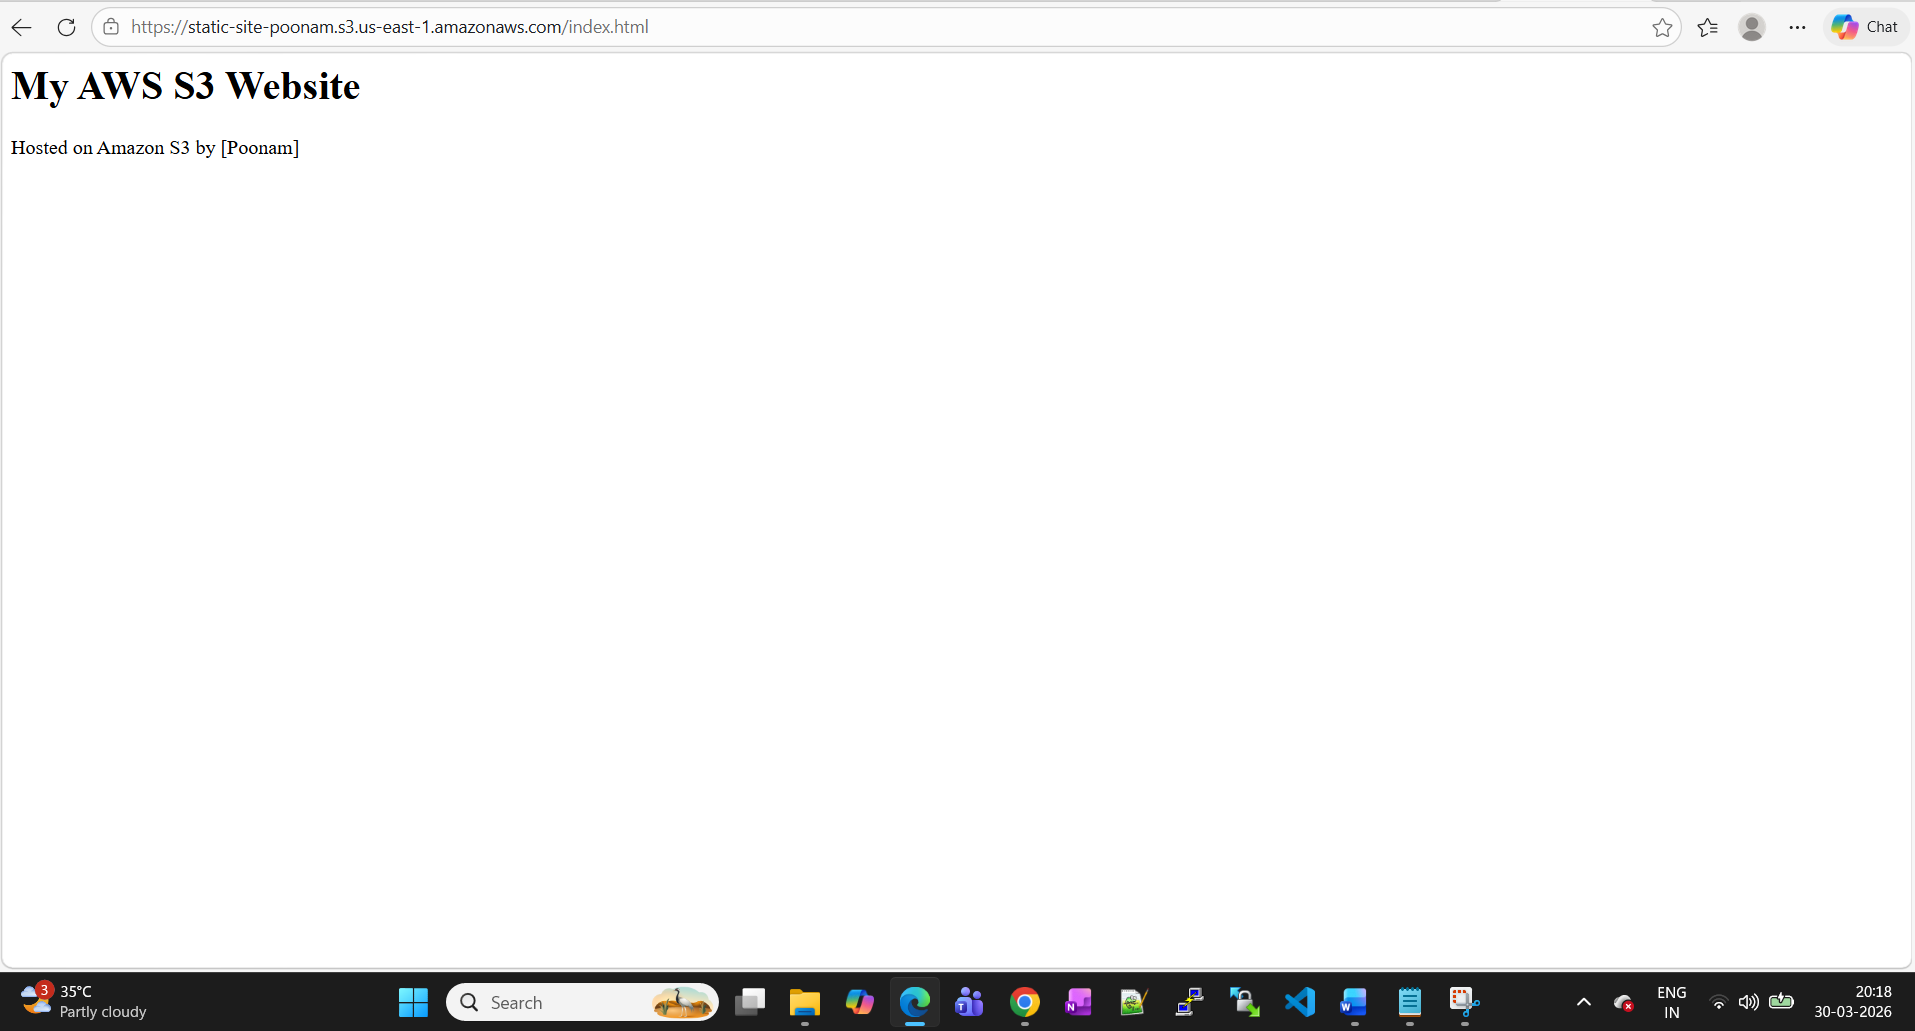 https://static-site-poonam.s3.us-east-1.amazonaws.com/index.html
Chat
My AWS S3 Website
Hosted on Amazon S3 by [Poonam]
3
35°C
Partly cloudy
Search
ENG
IN
20:18
30-03-2026